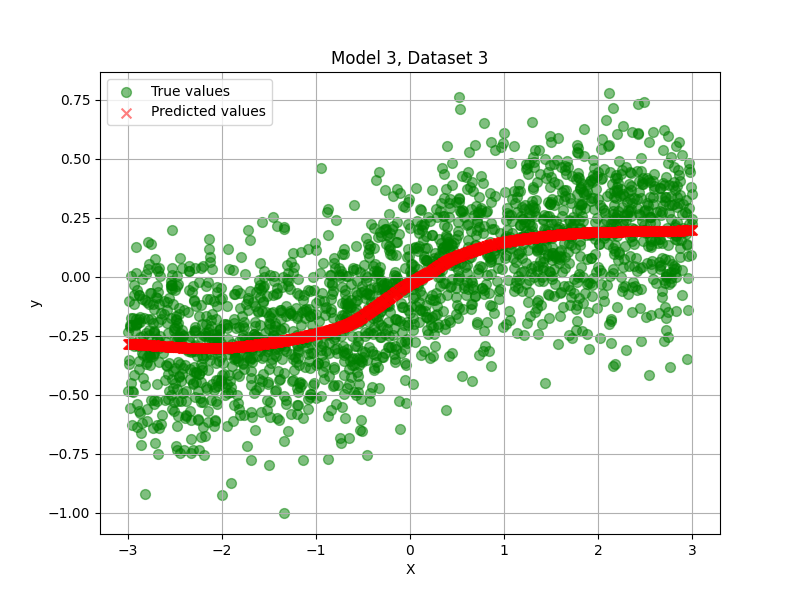 Model 3, Dataset 3
True values
Predicted values
0.75
0.50
0.25
0.00
−0.25
−0.50
−0.75
−1.00
y
−3 −2 −1 0 1 2 3
X